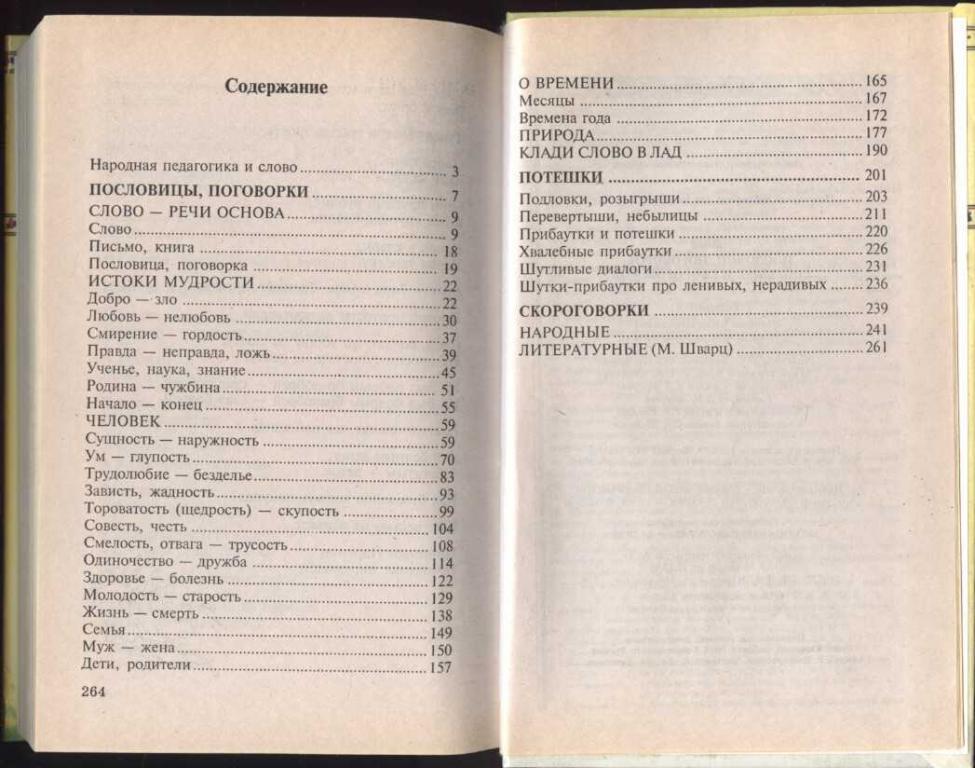 Содержание
Народная педагогика и слово 3
ПОСЛОВИЦЫ, ПОГОВОРКИ 7
СЛОВО — РЕЧИ ОСНОВА 9
Слово 9
Письмо, книга 18
Пословица, поговорка 19
ИСТОКИ МУДРОСТИ 22
Добро — зло 22
Любовь — нелюбовь 30
Смирение — гордость 37
Правда — неправда, ложь 39
Ученье, наука, знание 45
Родина — чужбина 51
Начало — конец 55
ЧЕЛОВЕК 59
Сущность — наружность 59
Ум — глупость 70
Трудолюбие — безделье 83
Зависть, жадность 93
Тороватость (щедрость) — скупость 99
Совесть, честь 104
Смелость, отвага — трусость 108
Одиночество — дружба 114
Здоровье — болезнь 122
Молодость — старость 129
Жизнь — смерть 138
Семья 149
Муж — жена 150
Дети, родители 157
264
О ВРЕМЕНИ 165
Месяцы 167
Времена года 172
ПРИРОДА 177
КЛАДИ СЛОВО В ЛАД 190
ПОТЕШКИ 201
Подловки, розыгрыши 203
Перевертыши, небылицы 211
Прибаутки и потешки 220
Хвалебные прибаутки 226
Шутливые диалоги 231
Шутки-прибаутки про ленивых, нерадивых 236
СКОРОГОВОРКИ 239
НАРОДНЫЕ 241
ЛИТЕРАТУРНЫЕ (М. Шварц) 261